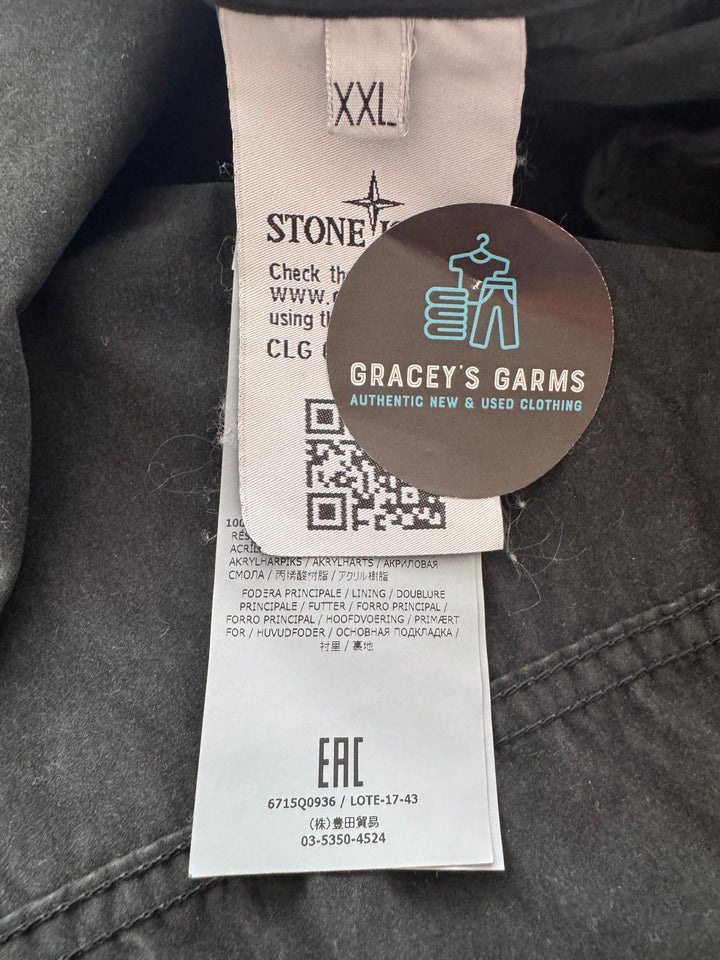 XXL
STONE
Check
www.
using
CLG
GRACEY'S GARMS
AUTHENTIC NEW & USED CLOTHING
AKRYLHARPIKS / AKRYLHARTS / АКРИЛОВАЯ
СМОЛА / 丙烯酸树脂 / アクリル樹脂
FODERA PRINCIPALE / LINING / DOUBLURE
PRINCIPALE / FUTTER / FORRO PRINCIPAL /
FORRO PRINCIPAL / HOOFDVOERING / PRIMÆRT
FOR / HUVUDFODER / ОСНОВНАЯ ПОДКЛАДКА /
衬里 / 裏地
EAC
6715Q0936 / LOTE-17-43
(株)豊田貿易
03-5350-4524